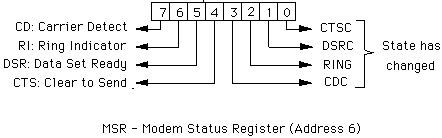 7 6 5 4 3 2 1 0
CD: Carrier Detect
RI: Ring Indicator
DSR: Data Set Ready
CTS: Clear to Send
CTSC
DSRC
RING
CDC
State has
changed
MSR - Modem Status Register (Address 6)